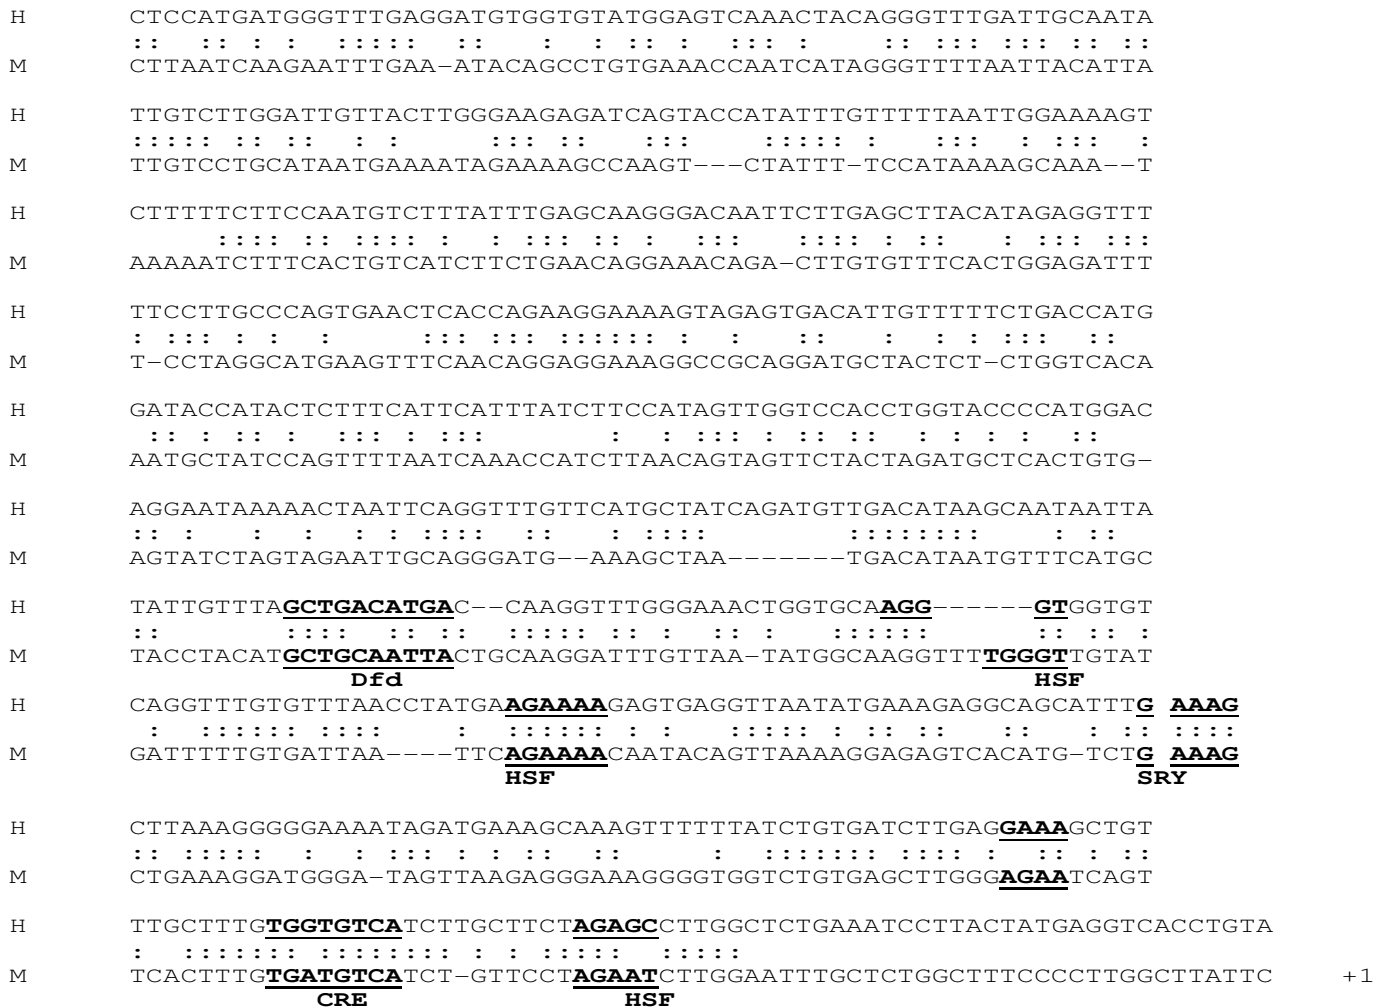 H CTCCATGATGGGTTTGAGGATGTGGTGTATGGAGTCAAACTACAGGGTTTGATTGCAATA
:: :: : : ::::: :: : : :: : ::: : :: ::: ::: :: ::
M CTTAATCAAGAATTTGAA–ATACAGCCTGTGAAACCAATCATAGGGTTTTAATTACATTA
H TTGTCTTGGATTGTTACTTGGGAAGAGATCAGTACCATATTTGTTTTTAATTGGAAAAGT
::::: :: :: : : ::: :: ::: ::::: : ::: : ::: :
M TTGTCCTGCATAATGAAAATAGAAAAGCCAAGT–––CTATTT–TCCATAAAAGCAAA––T
H CTTTTTCTTCCAATGTCTTTATTTGAGCAAGGGACAATTCTTGAGCTTACATAGAGGTTT
:::: :: :::: : : ::: :: : ::: :::: : :: : ::: :::
M AAAAATCTTTCACTGTCATCTTCTGAACAGGAAACAGA–CTTGTGTTTCACTGGAGATTT
H TTCCTTGCCCAGTGAACTCACCAGAAGGAAAAGTAGAGTGACATTGTTTTTCTGACCATG
: ::: : : : ::: ::: :::::: : : :: : : : ::: ::
M T–CCTAGGCATGAAGTTTCAACAGGAGGAAAGGCCGCAGGATGCTACTCT–CTGGTCACA
H GATACCATACTCTTTCATTCATTTATCTTCCATAGTTGGTCCACCTGGTACCCCATGGAC
:: : :: : ::: : ::: : : ::: : :: :: : : : : ::
M AATGCTATCCAGTTTTAATCAAACCATCTTAACAGTAGTTCTACTAGATGCTCACTGTG–
H AGGAATAAAAACTAATTCAGGTTTGTTCATGCTATCAGATGTTGACATAAGCAATAATTA
:: : : : : : :::: :: : :::: :::::::: : ::
M AGTATCTAGTAGAATTGCAGGGATG––AAAGCTAA–––––––TGACATAATGTTTCATGC
H TATTGTTTAGCTGACATGAC––CAAGGTTTGGGAAACTGGTGCAAGG––––––GTGGTGT
:: :::: :: :: ::::: :: : :: : :::::: :: :: :
M TACCTACATGCTGCAATTACTGCAAGGATTTGTTAA–TATGGCAAGGTTTTGGGTTGTAT
Dfd HSF
H CAGGTTTGTGTTTAACCTATGAAGAAAAGAGTGAGGTTAATATGAAAGAGGCAGCATTTG AAAG
: :::::: :::: : :::::: : : ::::: : :: :: :: : ::::
M GATTTTTGTGATTAA––––TTCAGAAAACAATACAGTTAAAAGGAGAGTCACATG–TCTG AAAG
HSF SRY
H CTTAAAGGGGGAAAATAGATGAAAGCAAAGTTTTTTATCTGTGATCTTGAGGAAAGCTGT
:: ::::: : : ::: : : :: :: : ::::::: :::: : :: : ::
M CTGAAAGGATGGGA–TAGTTAAGAGGGAAAGGGGTGGTCTGTGAGCTTGGGAGAATCAGT
H TTGCTTTGTGGTGTCATCTTGCTTCTAGAGCCTTGGCTCTGAAATCCTTACTATGAGGTCACCTGTA
: ::::::: :::::::: : : ::::: :::::
M TCACTTTGTGATGTCATCT–GTTCCTAGAATCTTGGAATTTGCTCTGGCTTTCCCCTTGGCTTATTC +1
CRE HSF